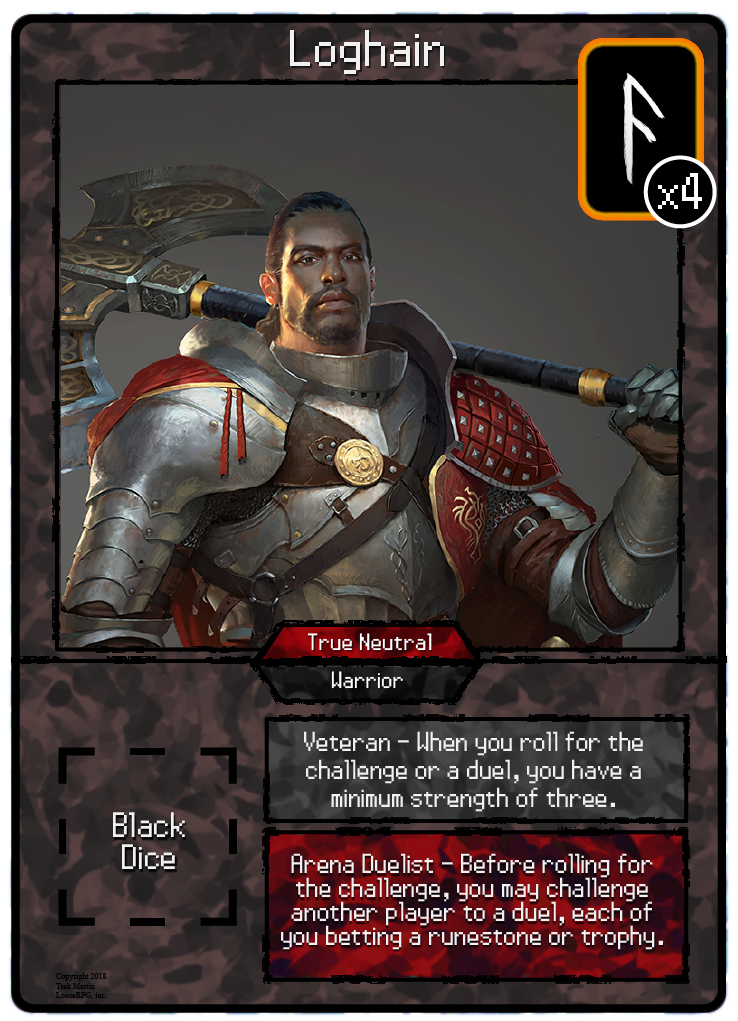 Loghain
ᚨ
x4
True Neutral
Warrior
Veteran - When you roll for the
challenge or a duel, you have a
minimum strength of three.
Black
Dice
Arena Duelist - Before rolling for
the challenge, you may challenge
another player to a duel, each of
you betting a runestone or trophy.
Copyright 2018
Trek Martin
LooseRPG, inc.